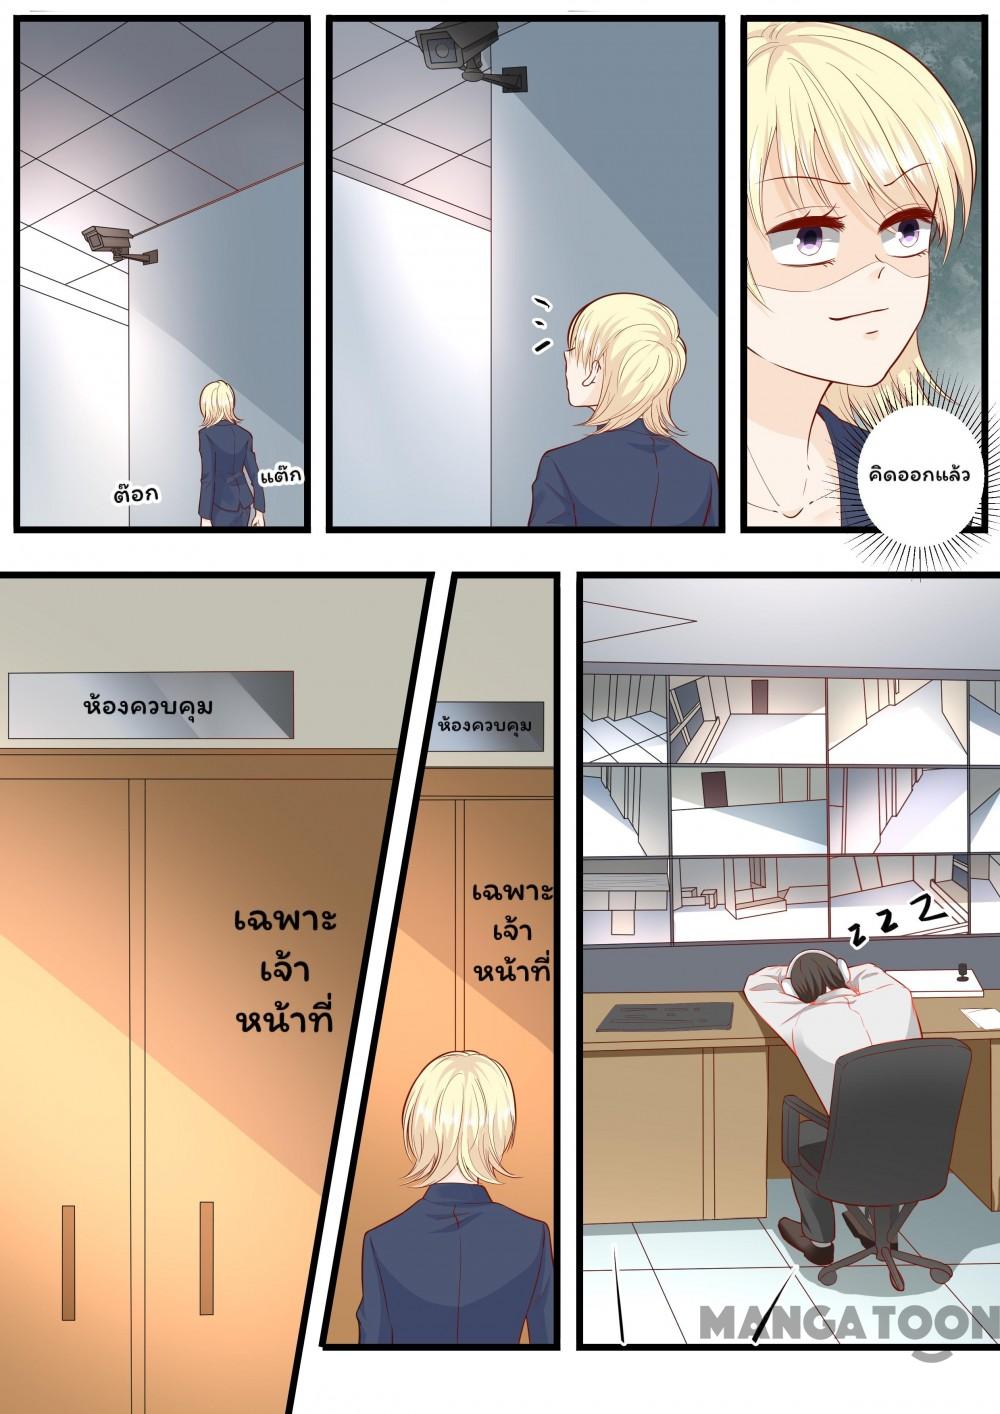 ต๊อก
แต๊ก
คิดออกแล้ว
ห้องควบคุม
เฉพาะ
เจ้า
หน้าที่
ห้องควบคุม
เฉพาะ
เจ้า
หน้าที่
z z Z
MANGATOON